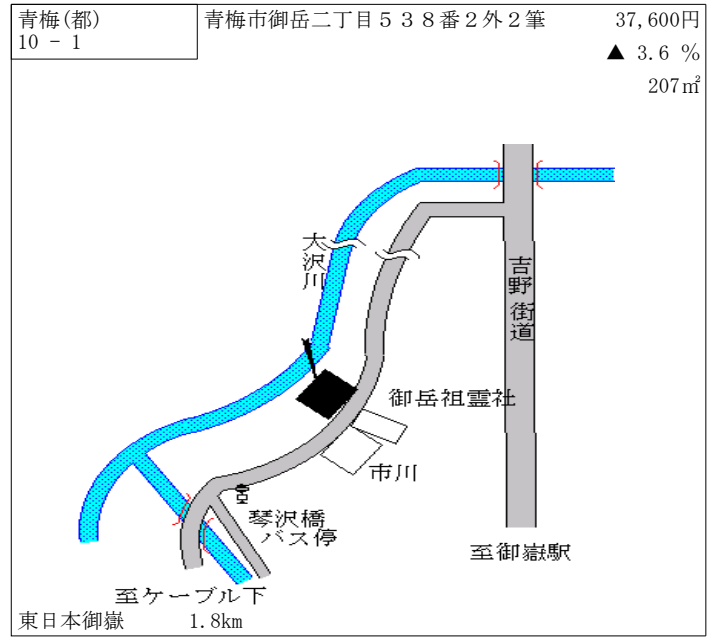 青梅(都)
10 - 1
青梅市御岳二丁目５３８番２外２筆
37,600円
▲ 3.6 %
207㎡
大沢川
吉野街道
御岳祖霊社
市川
琴沢橋
バス停
至御嶽駅
至ケーブル下
東日本御嶽 1.8km